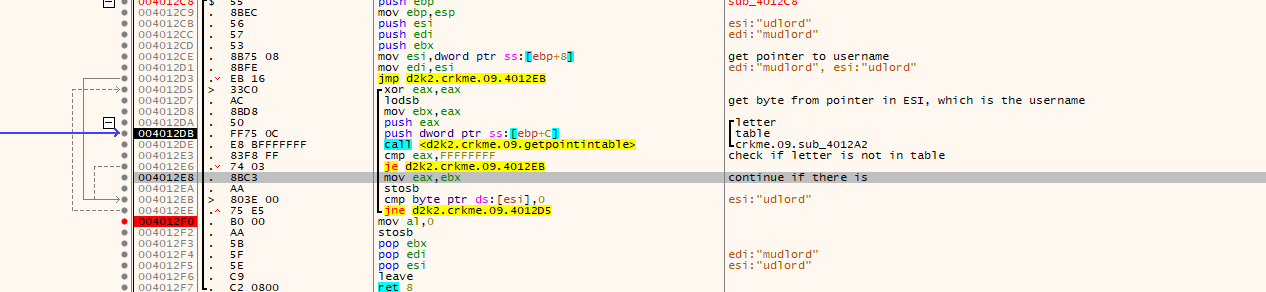 004012C8 $ 55 push ebp sub_4012C8
004012C9 . 8BEC mov ebp,esp
004012CB . 56 push esi esi:"udlord"
004012CC . 57 push edi edi:"mudlord"
004012CD . 53 push ebx
004012CE . 8B75 08 mov esi,dword ptr ss:[ebp+8] get pointer to username
004012D1 . 8BFE mov edi,esi edi:"mudlord", esi:"udlord"
004012D3 . EB 16 jmp d2k2.crkme.09.4012EB
004012D5 > 33C0 xor eax,eax
004012D7 . AC lodsb get byte from pointer in ESI, which is the username
004012D8 . 8BD8 mov ebx,eax
004012DA . 50 push eax letter
004012DB . FF75 0C push dword ptr ss:[ebp+C] table
004012DE . E8 BFFFFFFF call <d2k2.crkme.09.getpointintable> crkme.09.sub_4012A2
004012E3 . 83F8 FF cmp eax,FFFFFFFF check if letter is not in table
004012E6 . 74 03 je d2k2.crkme.09.4012EB
004012E8 . 8BC3 mov eax,ebx continue if there is
004012EA . AA stosb
004012EB > 803E 00 cmp byte ptr ds:[esi],0 esi:"udlord"
004012EE . 75 E5 jne d2k2.crkme.09.4012D5
004012F0 . B0 00 mov al,0
004012F2 . AA stosb
004012F3 . 5B pop ebx
004012F4 . 5F pop edi edi:"mudlord"
004012F5 . 5E pop esi esi:"udlord"
004012F6 . C9 leave
004012F7 . C2 0800 ret 8